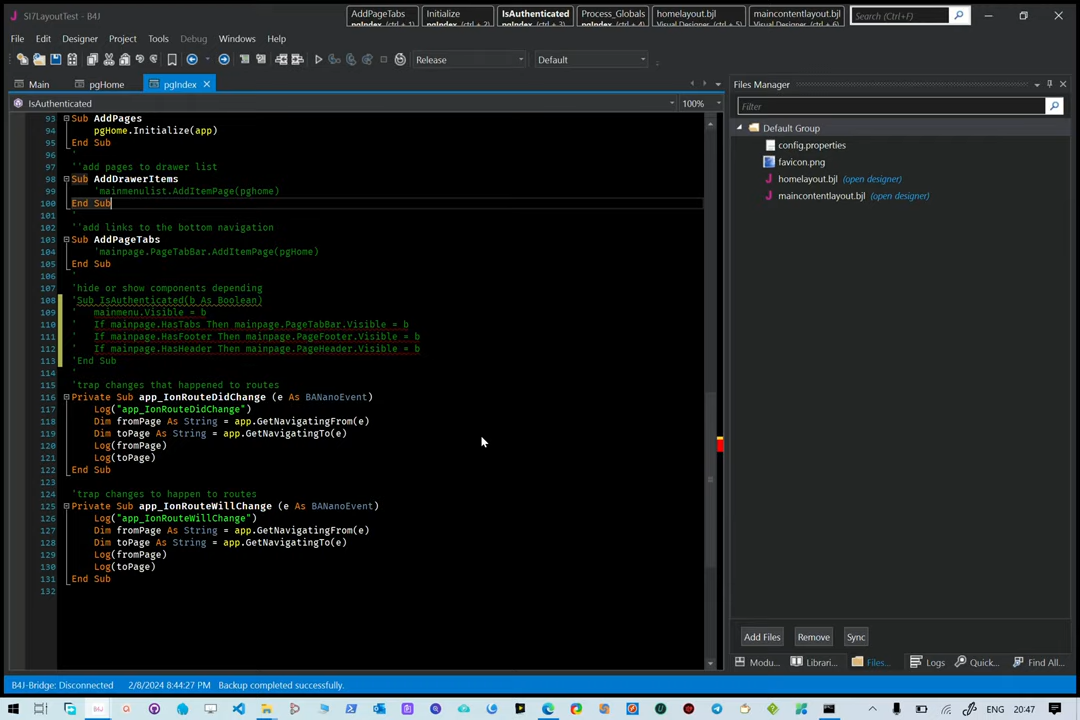 SI7LayoutTest - B4J
AddPageTabs
pgIndex (ctrl + 1)
Initialize
pgIndex (ctrl + 2)
IsAuthenticated
pgIndex (ctrl + 3)
Process_Globals
pgIndex (ctrl + 4)
homelayout.bjl
Visual Designer (ctrl + 5)
maincontentlayout.bjl
Visual Designer (ctrl + 6)
Search (Ctrl+F)
File Edit Designer Project Tools Debug Windows Help
Release Default
Main pgHome pgIndex
IsAuthenticated 100%
93 Sub AddPages
94 pgHome.Initialize(app)
95 End Sub
96 '
97 ''add pages to drawer list
98 Sub AddDrawerItems
99 'mainmenulist.AddItemPage(pghome)
100 End Sub
101 '
102 ''add links to the bottom navigation
103 Sub AddPageTabs
104 'mainpage.PageTabBar.AddItemPage(pgHome)
105 End Sub
106 '
107 'hide or show components depending
108 'Sub IsAuthenticated(b As Boolean)
109 ' mainmenu.Visible = b
110 ' If mainpage.HasTabs Then mainpage.PageTabBar.Visible = b
111 ' If mainpage.HasFooter Then mainpage.PageFooter.Visible = b
112 ' If mainpage.HasHeader Then mainpage.PageHeader.Visible = b
113 'End Sub
114 '
115 'trap changes that happened to routes
116 Private Sub app_IonRouteDidChange (e As BANanoEvent)
117 Log("app_IonRouteDidChange")
118 Dim fromPage As String = app.GetNavigatingFrom(e)
119 Dim toPage As String = app.GetNavigatingTo(e)
120 Log(fromPage)
121 Log(toPage)
122 End Sub
123
124 'trap changes to happen to routes
125 Private Sub app_IonRouteWillChange (e As BANanoEvent)
126 Log("app_IonRouteWillChange")
127 Dim fromPage As String = app.GetNavigatingFrom(e)
128 Dim toPage As String = app.GetNavigatingTo(e)
129 Log(fromPage)
130 Log(toPage)
131 End Sub
132
Files Manager
Filter
Default Group
config.properties
favicon.png
homelayout.bjl (open designer)
maincontentlayout.bjl (open designer)
Add Files Remove Sync
Modu... Librari... Files... Logs Quick... Find All...
B4J-Bridge: Disconnected 2/8/2024 8:44:27 PM Backup completed successfully.
B4J
ENG 20:47